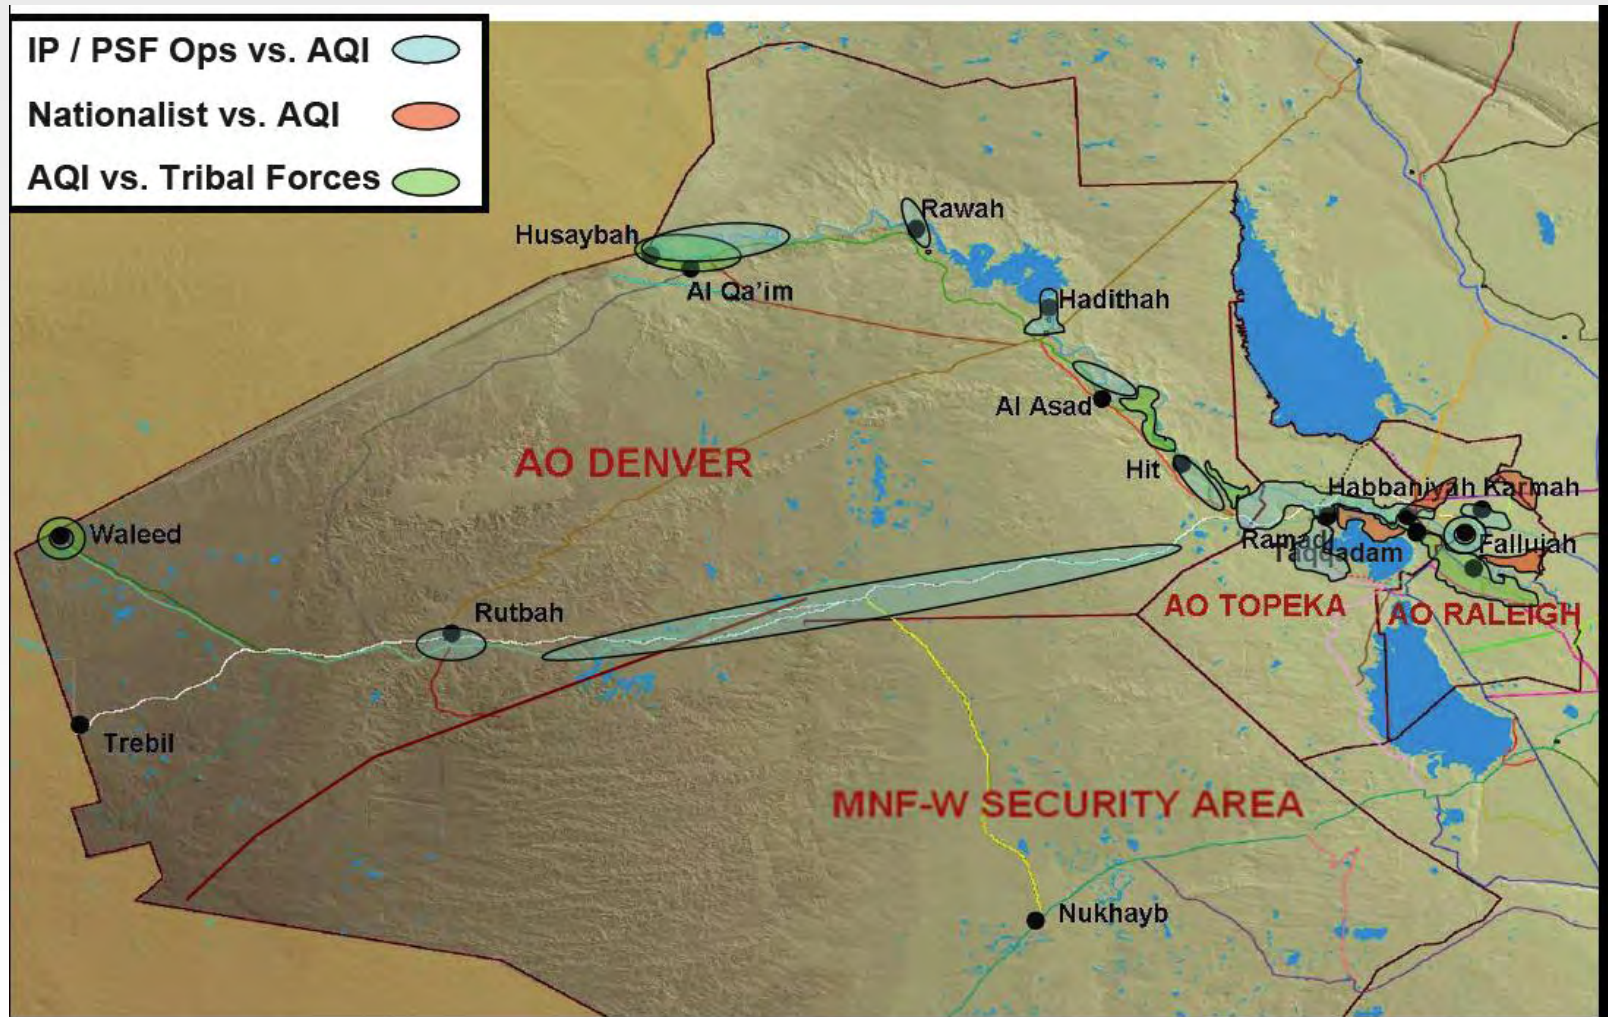 IP / PSF Ops vs. AQI
Nationalist vs. AQI
AQI vs. Tribal Forces
Rawah
Husaybah
Al Qa'im
Hadithah
Al Asad
AO DENVER
Hit
Habbaniyah Karmah
Waleed
Ramadi
Taqqadam
Fallujah
Rutbah
AO TOPEKA
AO RALEIGH
Trebil
MNF-W SECURITY AREA
Nukhayb